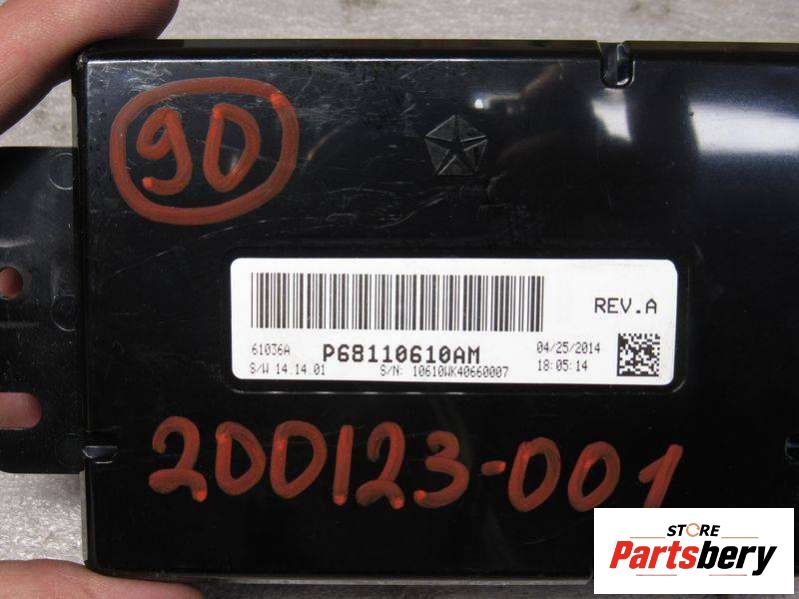 90
REV.A
61036A P68110610AM 04/25/2014
S/W 14.14.01 S/N: 10610WK40660007 18:05:14
200123-001
STORE
Partsbery